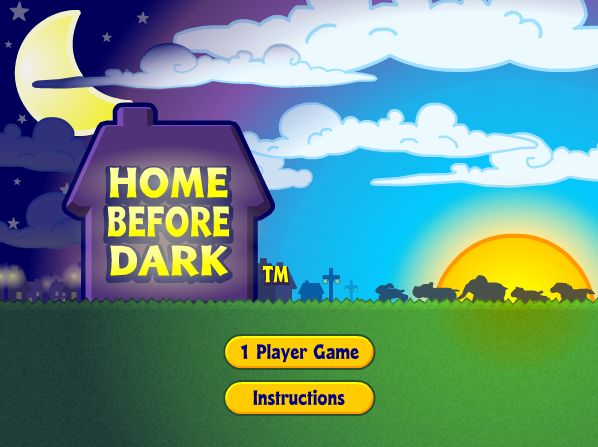 HOME
BEFORE
DARK
TM
1 Player Game
Instructions